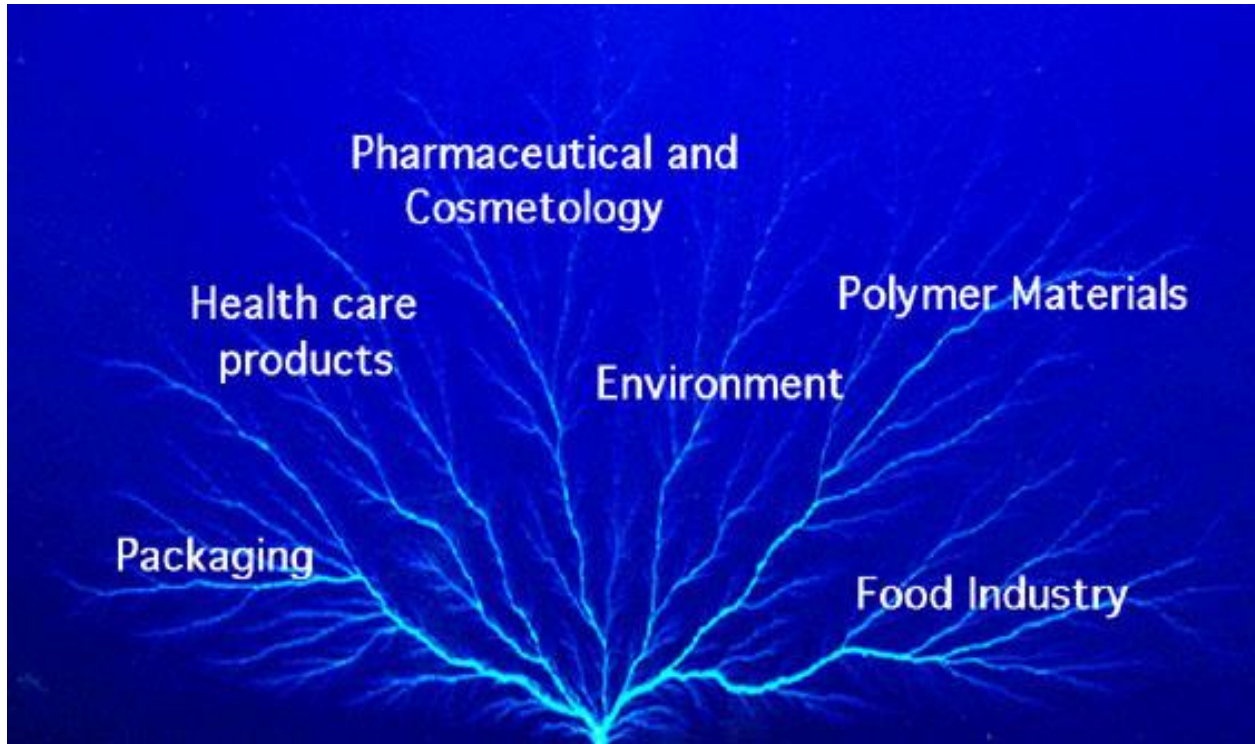 Pharmaceutical and
Cosmetology
Health care
products
Polymer Materials
Environment
Packaging
Food Industry